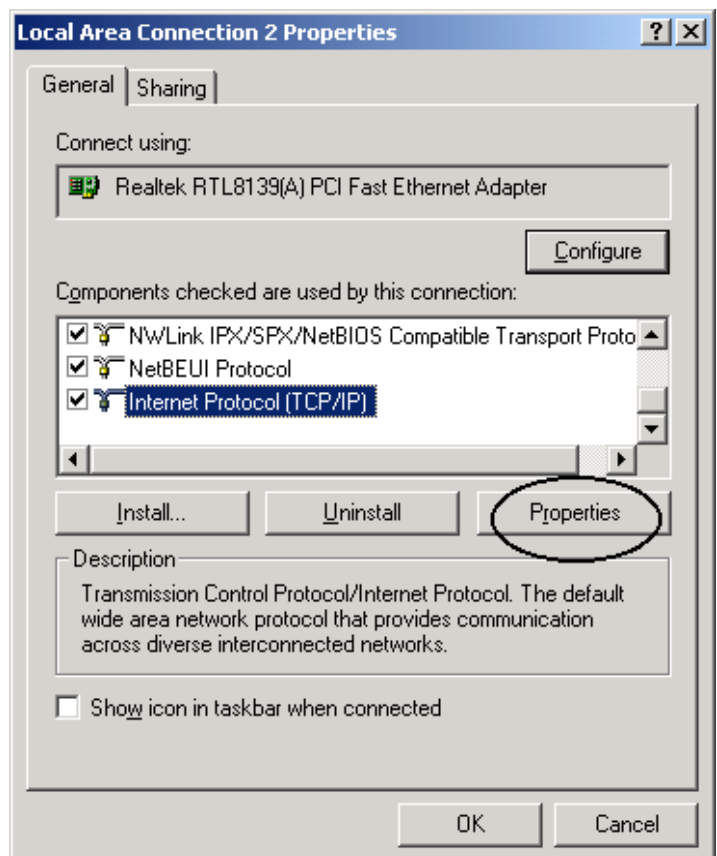 Local Area Connection 2 Properties
General
Sharing
Connect using:
Realtek RTL8139(A) PCI Fast Ethernet Adapter
Configure
Components checked are used by this connection:
NWLink IPX/SPX/NetBIOS Compatible Transport Proto
NetBEUI Protocol
Internet Protocol (TCP/IP)
Install...
Uninstall
Properties
Description
Transmission Control Protocol/Internet Protocol. The default
wide area network protocol that provides communication
across diverse interconnected networks.
Show icon in taskbar when connected
OK
Cancel